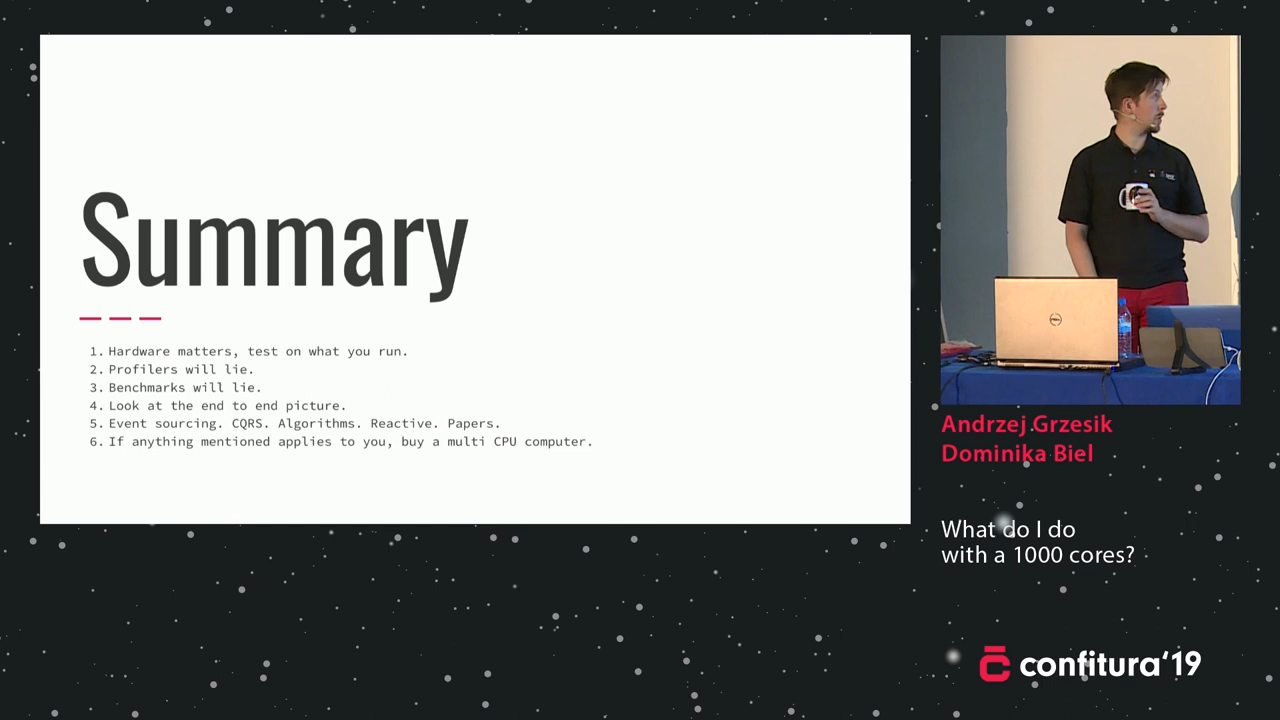 Summary
1. Hardware matters, test on what you run.
2. Profilers will lie.
3. Benchmarks will lie.
4. Look at the end to end picture.
5. Event sourcing. CQRS. Algorithms. Reactive. Papers.
6. If anything mentioned applies to you, buy a multi CPU computer.
DELL
Andrzej Grzesik
Dominika Biel
What do I do
with a 1000 cores?
confitura'19